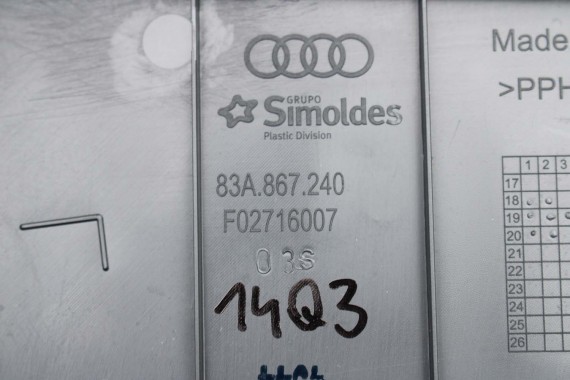 GRUPO
Simoldes
Plastic Division
83A.867.240
F02716007
03S
14Q3
Made
>PPH
1 2 3
17
18
19
20
21
22
23
24
25
26